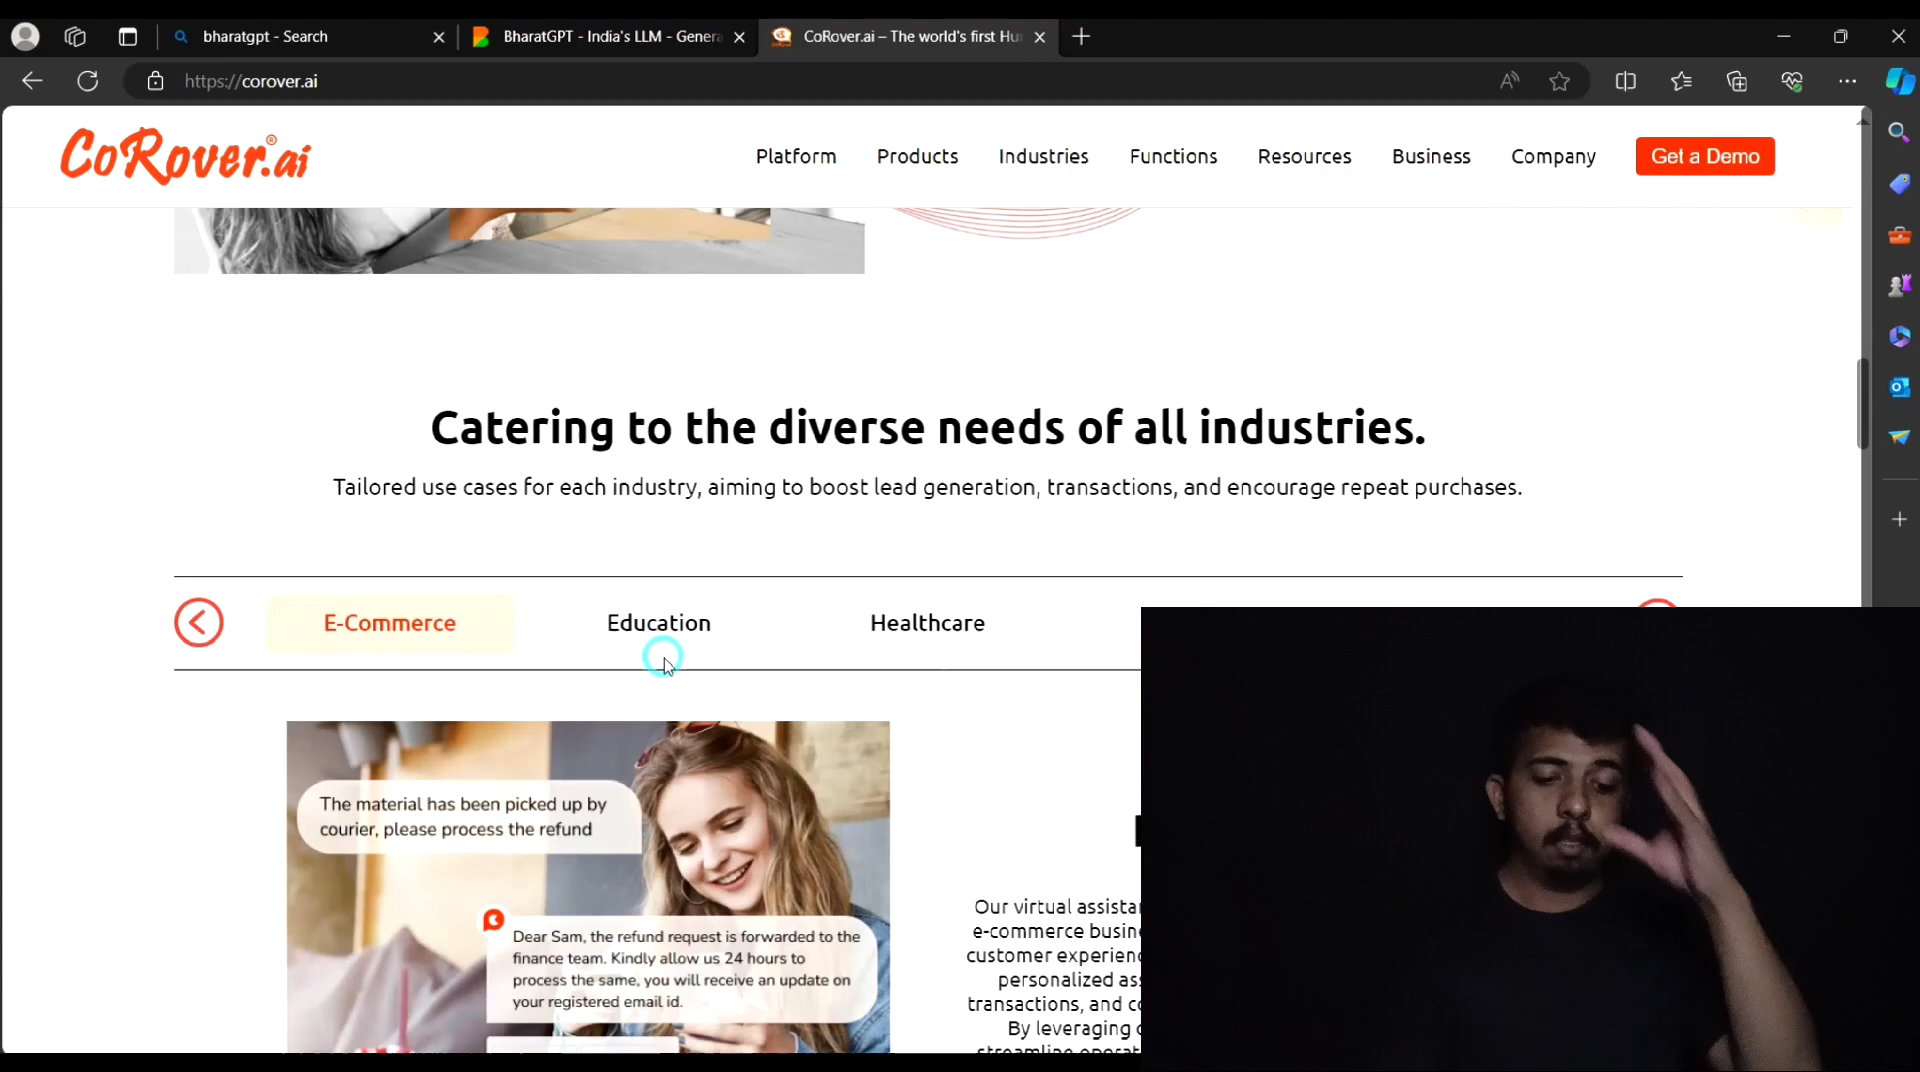 bharatgpt - Search
BharatGPT - India's LLM - Genera
CoRover.ai – The world's first Hu
https://corover.ai
CoRover.ai
Platform
Products
Industries
Functions
Resources
Business
Company
Get a Demo
Catering to the diverse needs of all industries.
Tailored use cases for each industry, aiming to boost lead generation, transactions, and encourage repeat purchases.
E-Commerce
Education
Healthcare
The material has been picked up by
courier, please process the refund
Dear Sam, the refund request is forwarded to the
finance team. Kindly allow us 24 hours to
process the same, you will receive an update on
your registered email id.
Our virtual assista
e-commerce busin
customer experienc
personalized as
transactions, and c
By leveraging
streamline operat